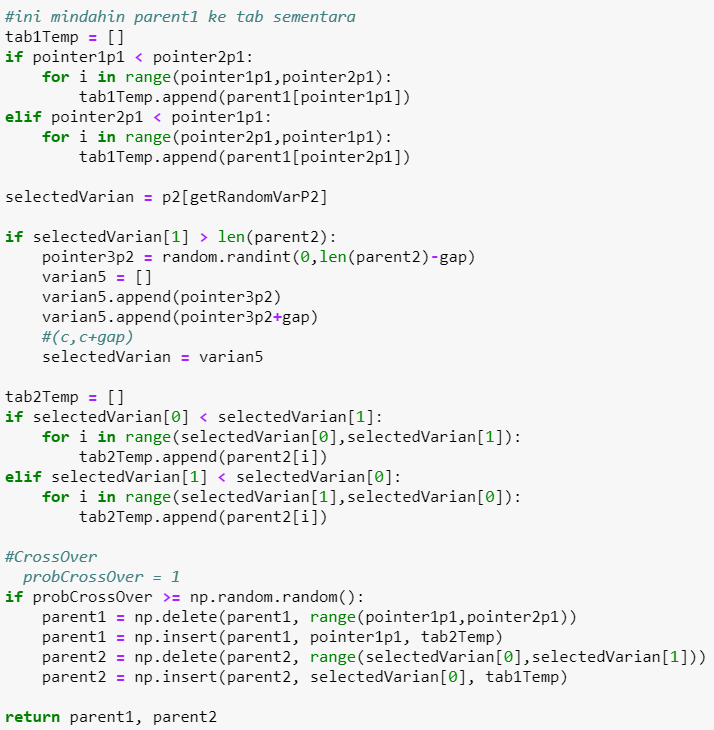 #ini mindahin parent1 ke tab sementara
tab1Temp = []
if pointer1p1 < pointer2p1:
    for i in range(pointer1p1,pointer2p1):
        tab1Temp.append(parent1[pointer1p1])
elif pointer2p1 < pointer1p1:
    for i in range(pointer2p1,pointer1p1):
        tab1Temp.append(parent1[pointer2p1])

selectedVarian = p2[getRandomVarP2]

if selectedVarian[1] > len(parent2):
    pointer3p2 = random.randint(0,len(parent2)-gap)
    varian5 = []
    varian5.append(pointer3p2)
    varian5.append(pointer3p2+gap)
    #(c,c+gap)
    selectedVarian = varian5

tab2Temp = []
if selectedVarian[0] < selectedVarian[1]:
    for i in range(selectedVarian[0],selectedVarian[1]):
        tab2Temp.append(parent2[i])
elif selectedVarian[1] < selectedVarian[0]:
    for i in range(selectedVarian[1],selectedVarian[0]):
        tab2Temp.append(parent2[i])

#CrossOver
  probCrossOver = 1
if probCrossOver >= np.random.random():
    parent1 = np.delete(parent1, range(pointer1p1,pointer2p1))
    parent1 = np.insert(parent1, pointer1p1, tab2Temp)
    parent2 = np.delete(parent2, range(selectedVarian[0],selectedVarian[1]))
    parent2 = np.insert(parent2, selectedVarian[0], tab1Temp)

return parent1, parent2